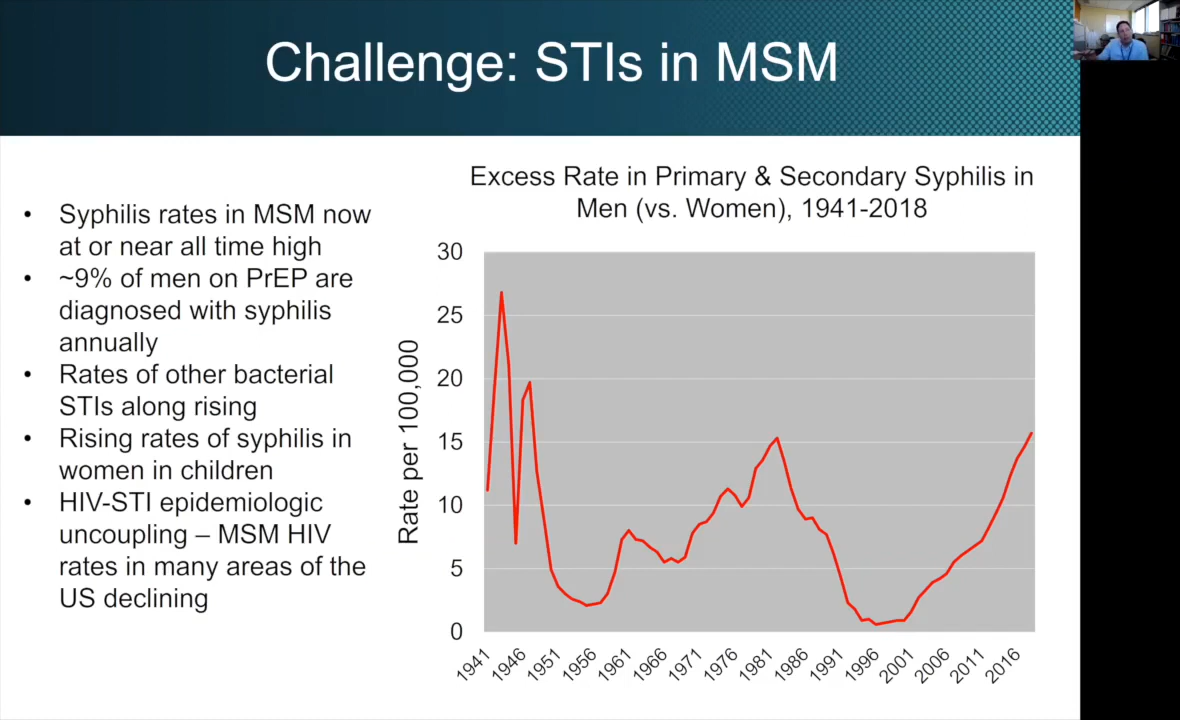 Challenge: STIs in MSM
• Syphilis rates in MSM now
at or near all time high
• ~9% of men on PrEP are
diagnosed with syphilis
annually
• Rates of other bacterial
STIs along rising
• Rising rates of syphilis in
women in children
• HIV-STI epidemiologic
uncoupling – MSM HIV
rates in many areas of the
US declining
Excess Rate in Primary & Secondary Syphilis in
Men (vs. Women), 1941-2018
Rate per 100,000
30
25
20
15
10
5
0
1941
1946
1951
1956
1961
1966
1971
1976
1981
1986
1991
1996
2001
2006
2011
2016